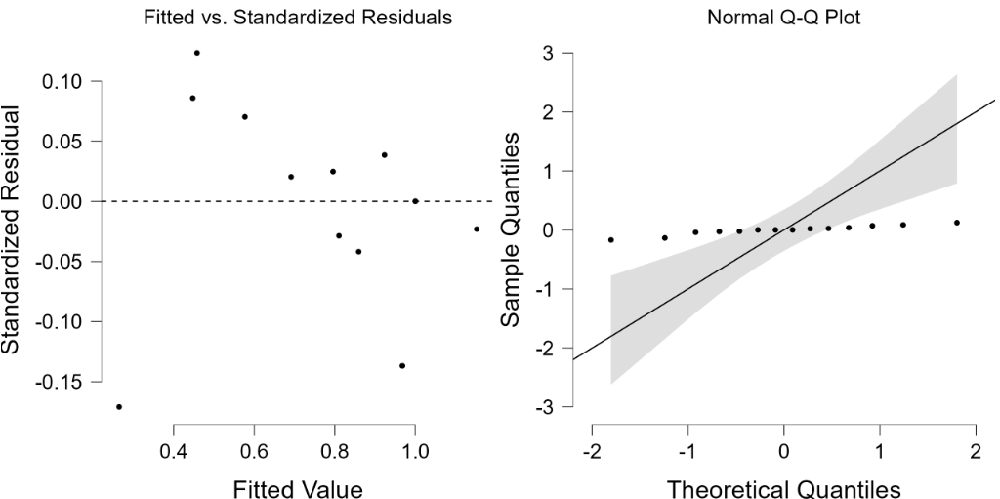 Fitted vs. Standardized Residuals
Standardized Residual
0.10
0.05
0.00
-0.05
-0.10
-0.15
0.4 0.6 0.8 1.0
Fitted Value
Normal Q-Q Plot
Sample Quantiles
3
2
1
0
-1
-2
-3
-2 -1 0 1 2
Theoretical Quantiles